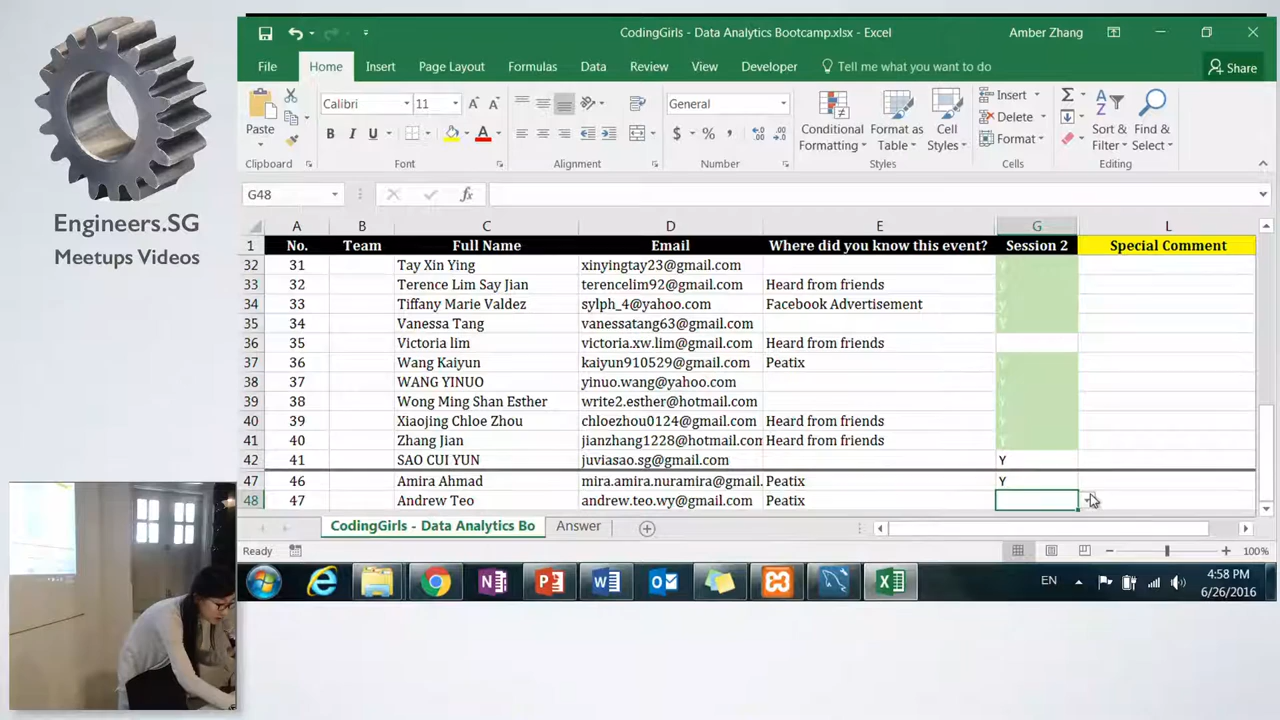 Engineers.SG
Meetups Videos
CodingGirls - Data Analytics Bootcamp.xlsx - Excel
Amber Zhang
File Home Insert Page Layout Formulas Data Review View Developer Tell me what you want to do Share
Paste
Calibri 11
B I U
General
$ % ,
Conditional Formatting
Format as Table
Cell Styles
Insert
Delete
Format
Sort & Filter
Find & Select
Clipboard Font Alignment Number Styles Cells Editing
G48 fx
A B C D E G L
1 No. Team Full Name Email Where did you know this event? Session 2 Special Comment
32 31 Tay Xin Ying xinyingtay23@gmail.com y
33 32 Terence Lim Say Jian terencelim92@gmail.com Heard from friends y
34 33 Tiffany Marie Valdez sylph_4@yahoo.com Facebook Advertisement y
35 34 Vanessa Tang vanessatang63@gmail.com Y
36 35 Victoria lim victoria.xw.lim@gmail.com Heard from friends
37 36 Wang Kaiyun kaiyun910529@gmail.com Peatix Y
38 37 WANG YINUO yinuo.wang@yahoo.com Y
39 38 Wong Ming Shan Esther write2.esther@hotmail.com Y
40 39 Xiaojing Chloe Zhou chloezhou0124@gmail.com Heard from friends Y
41 40 Zhang Jian jianzhang1228@hotmail.com Heard from friends Y
42 41 SAO CUI YUN juviasao.sg@gmail.com Y
47 46 Amira Ahmad mira.amira.nuramira@gmail. Peatix Y
48 47 Andrew Teo andrew.teo.wy@gmail.com Peatix
CodingGirls - Data Analytics Bo Answer
Ready 100%
EN 4:58 PM
6/26/2016